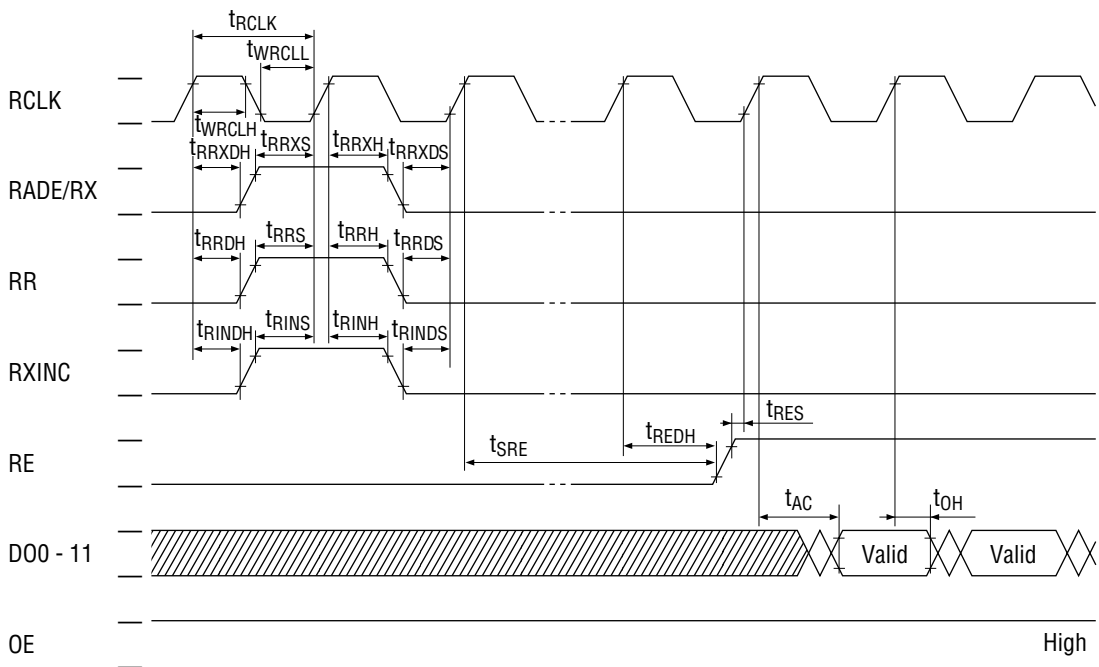 tRCLK
tWRCLL
RCLK
tWRCLH
tRRXDH tRRXS tRRXH tRRXDS
RADE/RX
tRRDH tRRS tRRH tRRDS
RR
tRINDH tRINS tRINH tRINDS
RXINC
tRES
tREDH
tSRE
RE
tAC tOH
DO0 - 11 Valid Valid
OE High